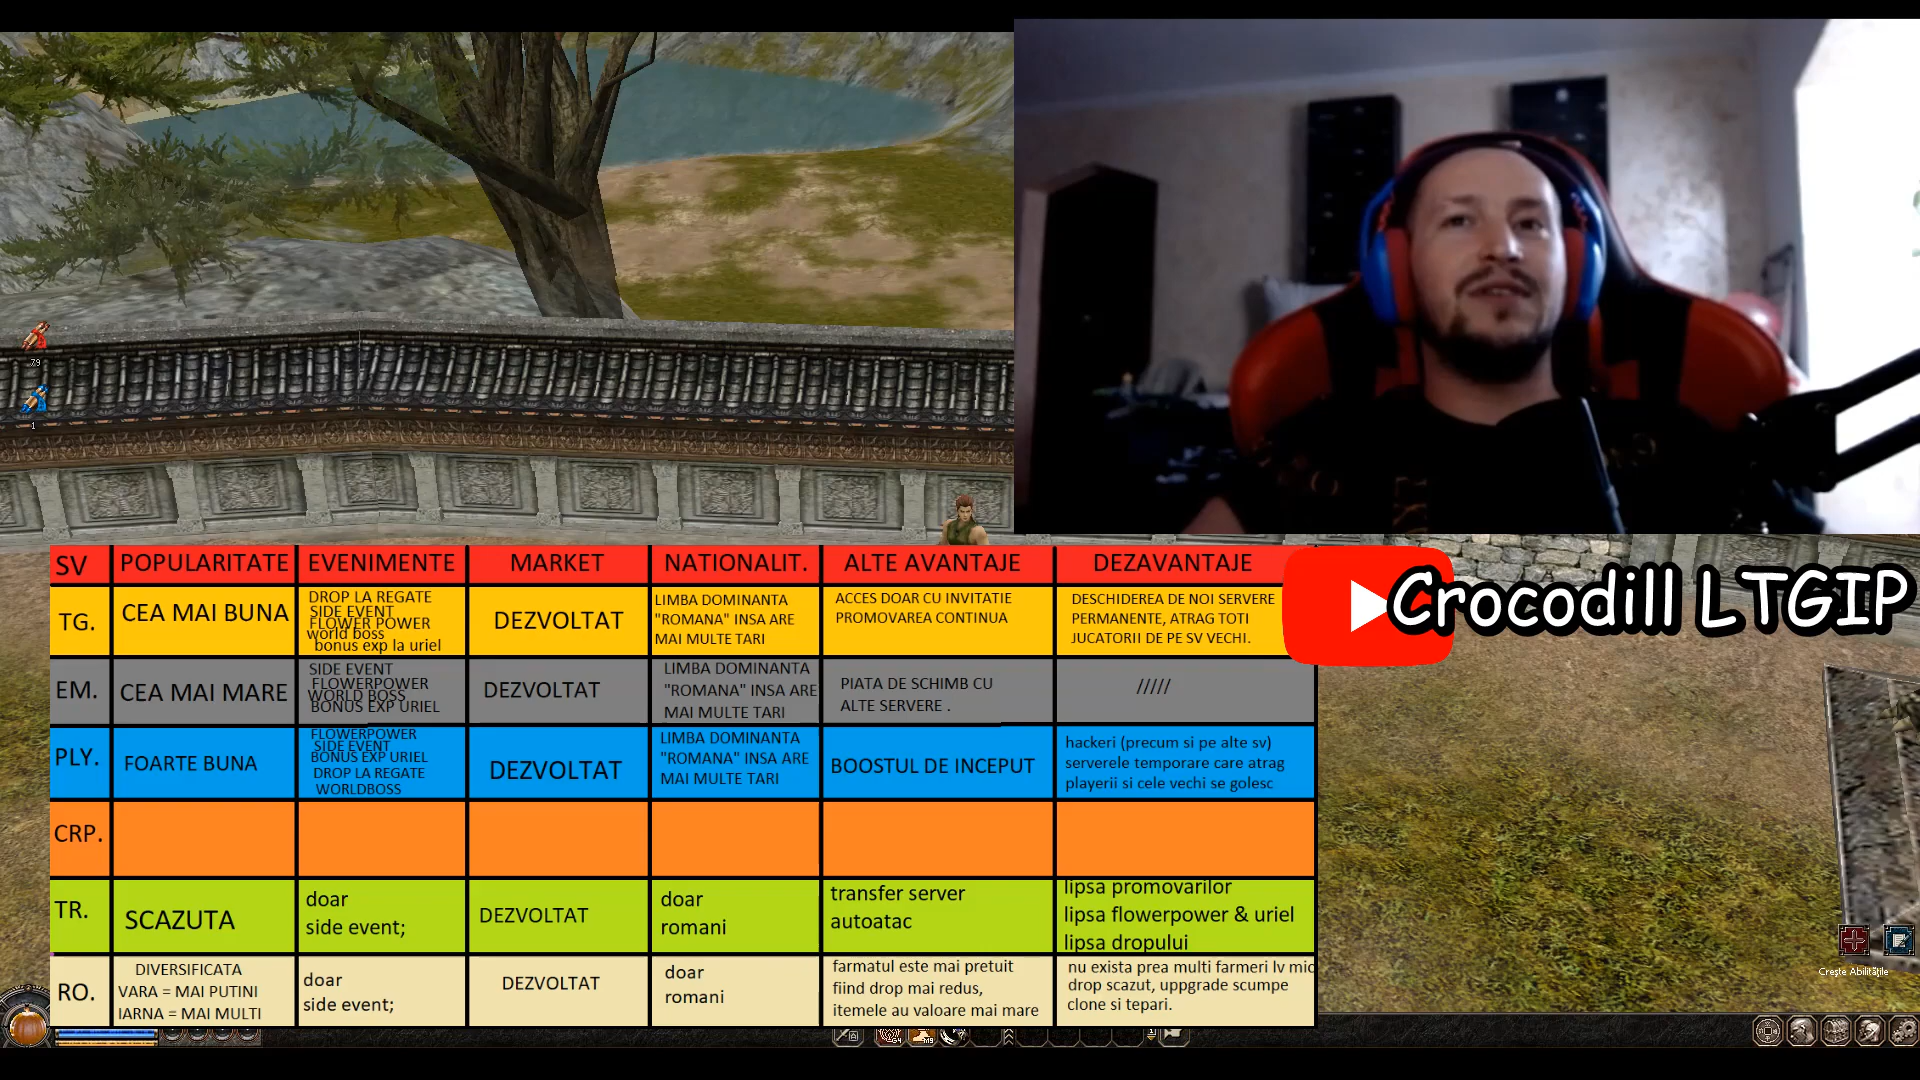 79
1
SV POPULARITATE EVENIMENTE MARKET NATIONALIT. ALTE AVANTAJE DEZAVANTAJE
Crocodill LTGIP
TG.
CEA MAI BUNA
DROP LA REGATE
SIDE EVENT
FLOWER POWER
world boss
bonus exp la uriel
DEZVOLTAT
LIMBA DOMINANTA
"ROMANA" INSA ARE
MAI MULTE TARI
ACCES DOAR CU INVITATIE
PROMOVAREA CONTINUA
DESCHIDEREA DE NOI SERVERE
PERMANENTE, ATRAG TOTI
JUCATORII DE PE SV VECHI.
EM.
CEA MAI MARE
SIDE EVENT
FLOWERPOWER
WORLD BOSS
BONUS EXP URIEL
DEZVOLTAT
LIMBA DOMINANTA
"ROMANA" INSA ARE
MAI MULTE TARI
PIATA DE SCHIMB CU
ALTE SERVERE .
/////
PLY.
FOARTE BUNA
FLOWERPOWER
SIDE EVENT
BONUS EXP URIEL
DROP LA REGATE
WORLDBOSS
DEZVOLTAT
LIMBA DOMINANTA
"ROMANA" INSA ARE
MAI MULTE TARI
BOOSTUL DE INCEPUT
hackeri (precum si pe alte sv)
serverele temporare care atrag
playerii si cele vechi se golesc
CRP.
TR.
SCAZUTA
doar
side event;
DEZVOLTAT
doar
romani
transfer server
autoatac
lipsa promovarilor
lipsa flowerpower & uriel
lipsa dropului
RO.
DIVERSIFICATA
VARA = MAI PUTINI
IARNA = MAI MULTI
doar
side event;
DEZVOLTAT
doar
romani
farmatul este mai pretuit
fiind drop mai redus,
itemele au valoare mai mare
nu exista prea multi farmeri lv mic
drop scazut, uppgrade scumpe
clone si tepari.
Crește Abilitățile